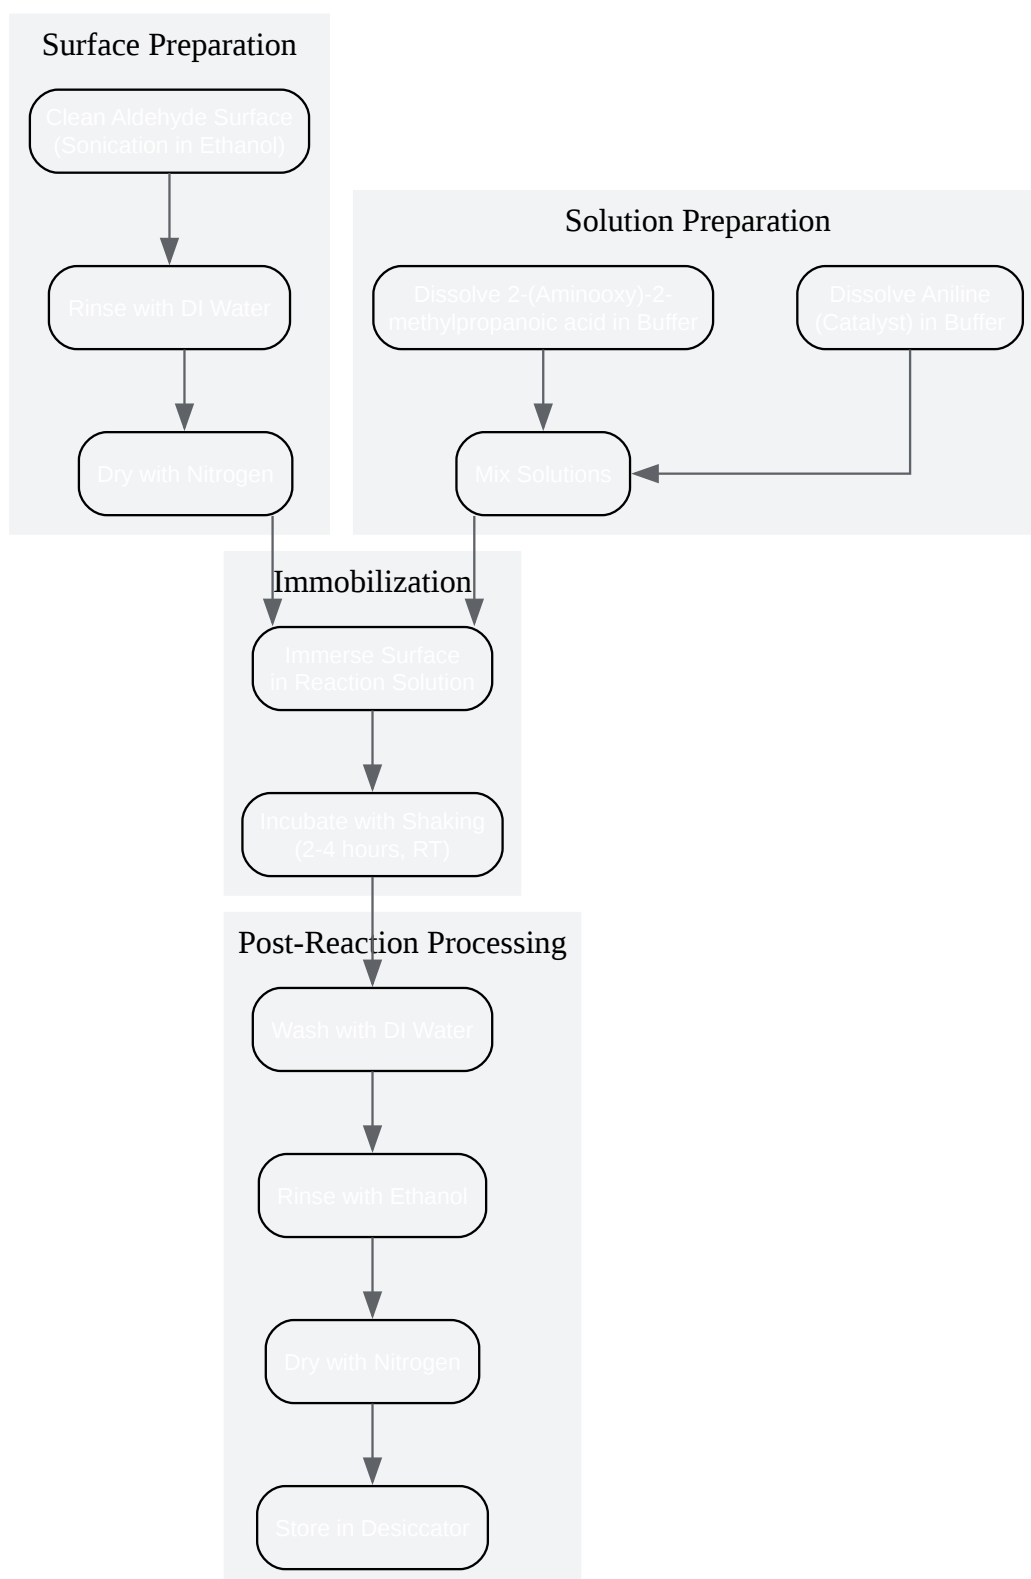 Surface Preparation
Clean Aldehyde Surface
(Sonication in Ethanol)
Rinse with DI Water
Dry with Nitrogen
Solution Preparation
Dissolve 2-(Aminooxy)-2-
methylpropanoic acid in Buffer
Dissolve Aniline
(Catalyst) in Buffer
Mix Solutions
Immobilization
Immerse Surface
in Reaction Solution
Incubate with Shaking
(2-4 hours, RT)
Post-Reaction Processing
Wash with DI Water
Rinse with Ethanol
Dry with Nitrogen
Store in Desiccator